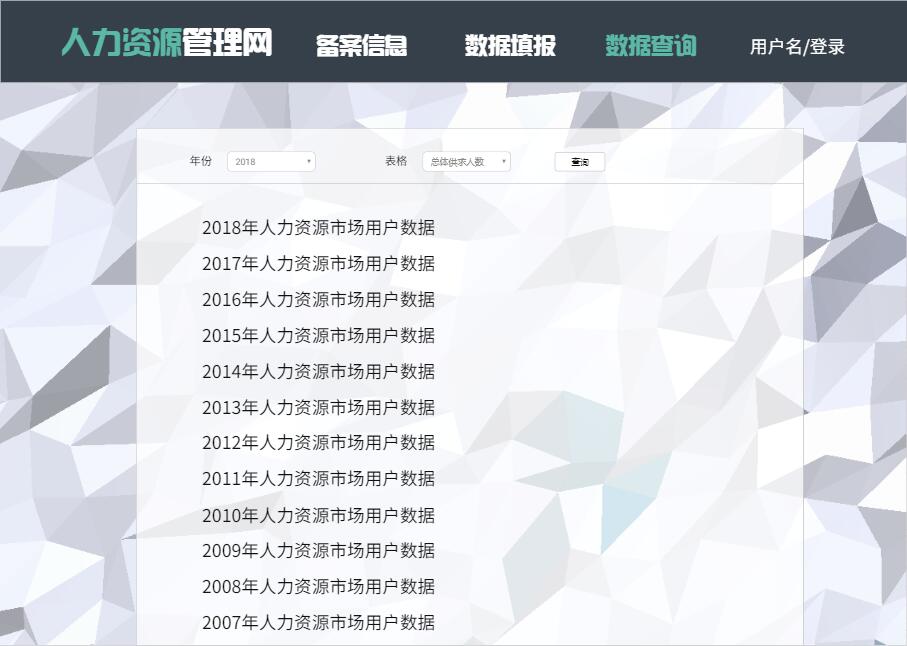 人力资源管理网 备案信息 数据填报 数据查询 用户名/登录
年份 2018 表格 总体供求人数 查询
2018年人力资源市场用户数据
2017年人力资源市场用户数据
2016年人力资源市场用户数据
2015年人力资源市场用户数据
2014年人力资源市场用户数据
2013年人力资源市场用户数据
2012年人力资源市场用户数据
2011年人力资源市场用户数据
2010年人力资源市场用户数据
2009年人力资源市场用户数据
2008年人力资源市场用户数据
2007年人力资源市场用户数据